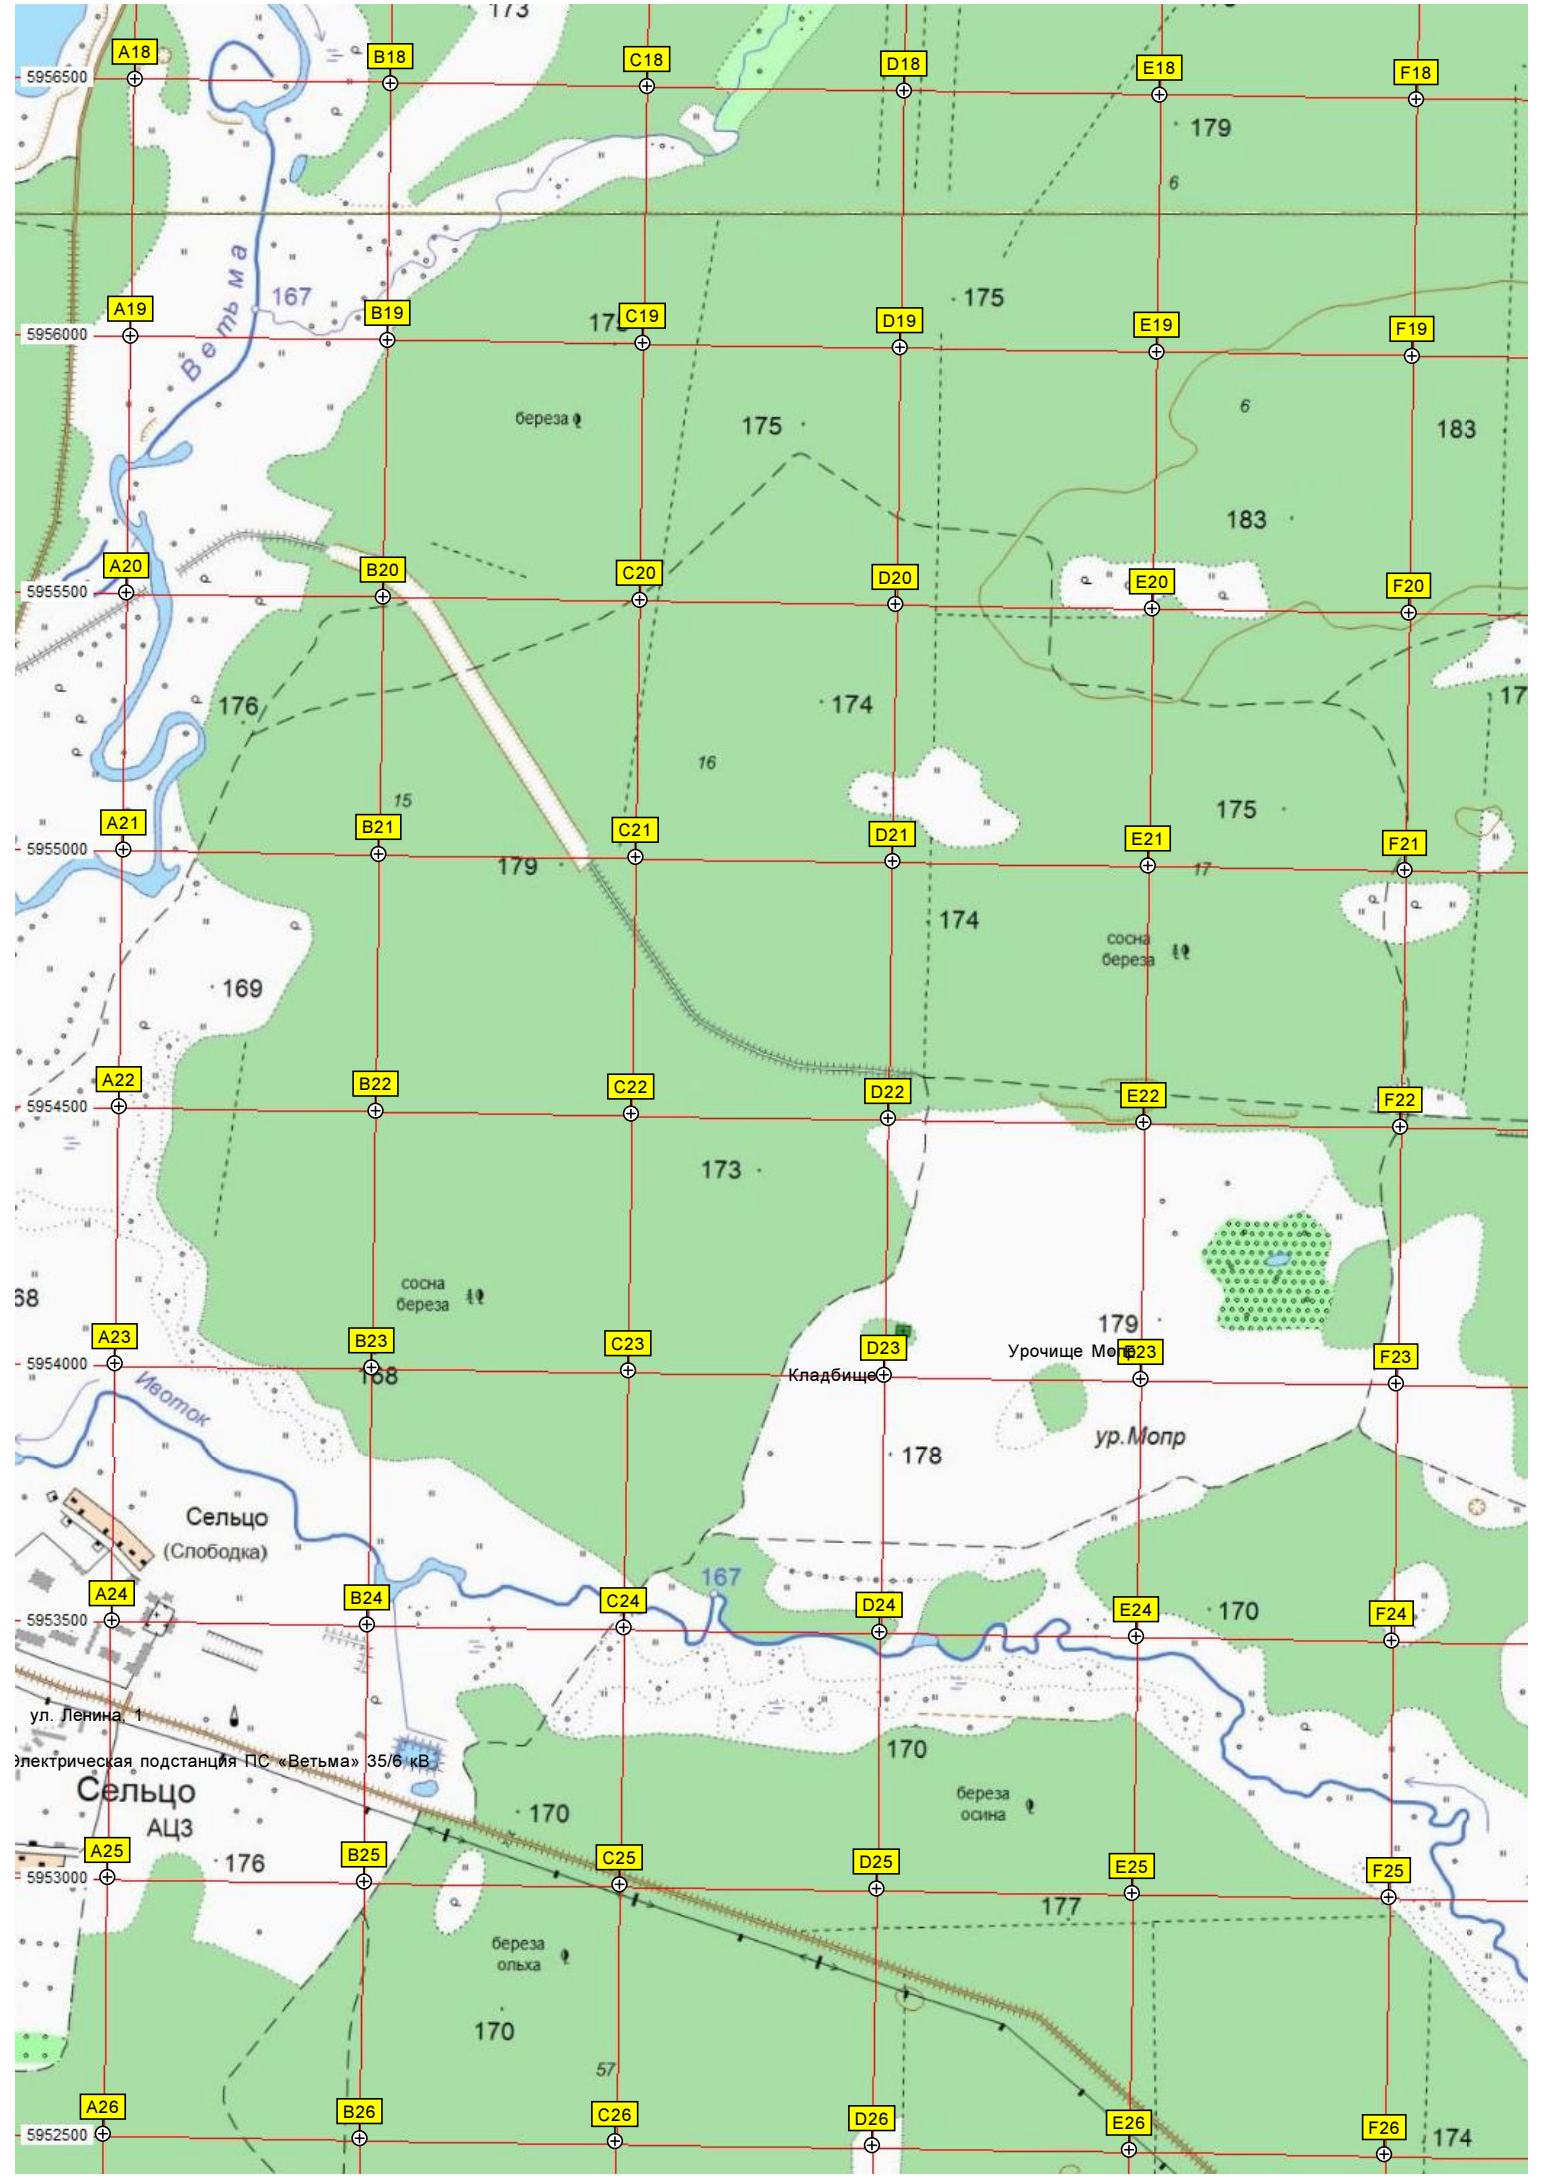 173
A18
B18
C18
D18
E18
F18
5956500
179
6
Ветьма
167
175
A19
B19
C19
D19
E19
F19
5956000
береза
175
6
183
183
A20
B20
C20
D20
E20
F20
5955500
176
174
16
15
175
A21
B21
C21
D21
E21
F21
5955000
179
17
174
сосна
береза
169
A22
B22
C22
D22
E22
F22
5954500
173
сосна
береза
68
179
A23
B23
C23
D23
E23
F23
5954000
168
Кладбище
Урочище Мопр
Ивоток
ур.Мопр
178
Сельцо
(Слободка)
167
A24
B24
C24
D24
E24
F24
5953500
170
ул. Ленина, 1
170
Электрическая подстанция ПС «Ветьма» 35/6 кВ
Сельцо
АЦЗ
170
береза
осина
176
A25
B25
C25
D25
E25
F25
5953000
177
береза
ольха
170
57
A26
B26
C26
D26
E26
F26
5952500
174